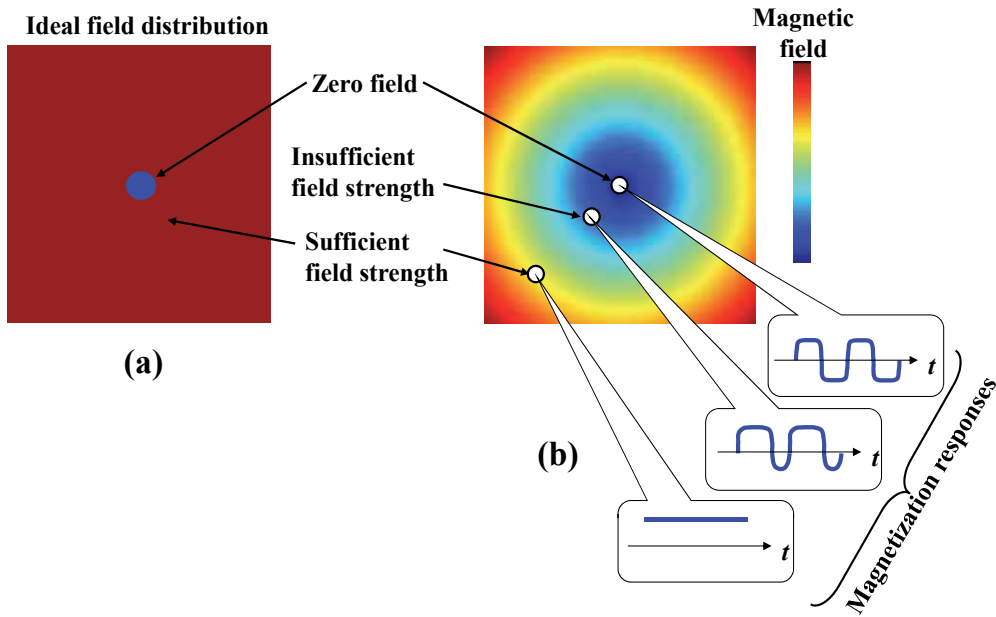 Ideal field distribution
Magnetic
field
Zero field
Insufficient
field strength
Sufficient
field strength
(a)
(b)
t
t
t
Magnetization responses